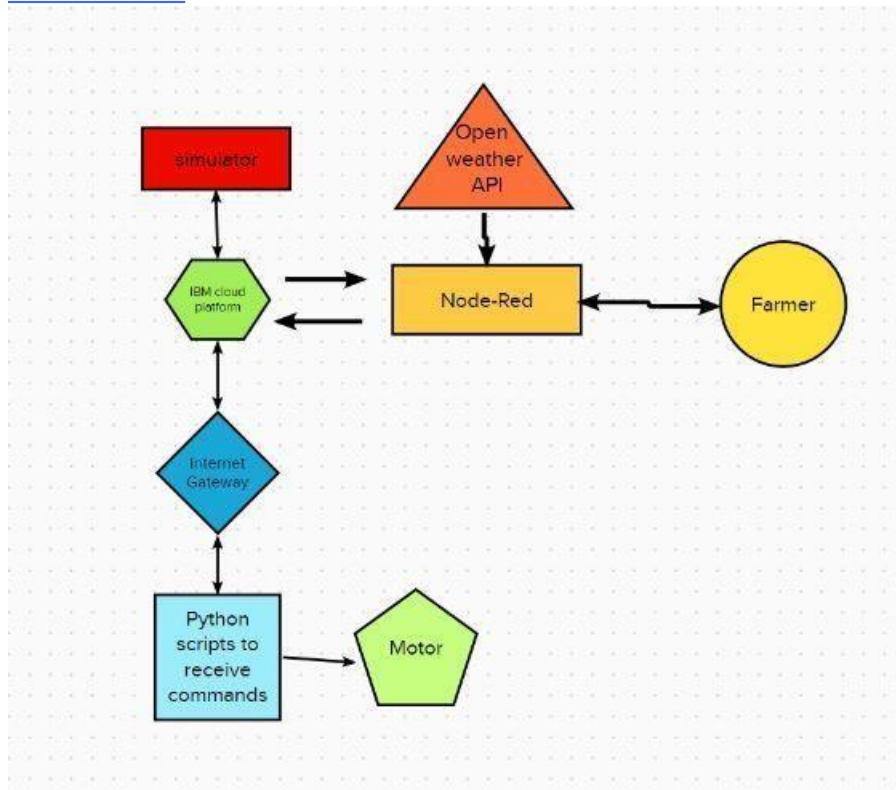 simulator
Open
weather
API
IBM cloud
platform
Node-Red
Farmer
Internet
Gateway
Python
scripts to
receive
commands
Motor